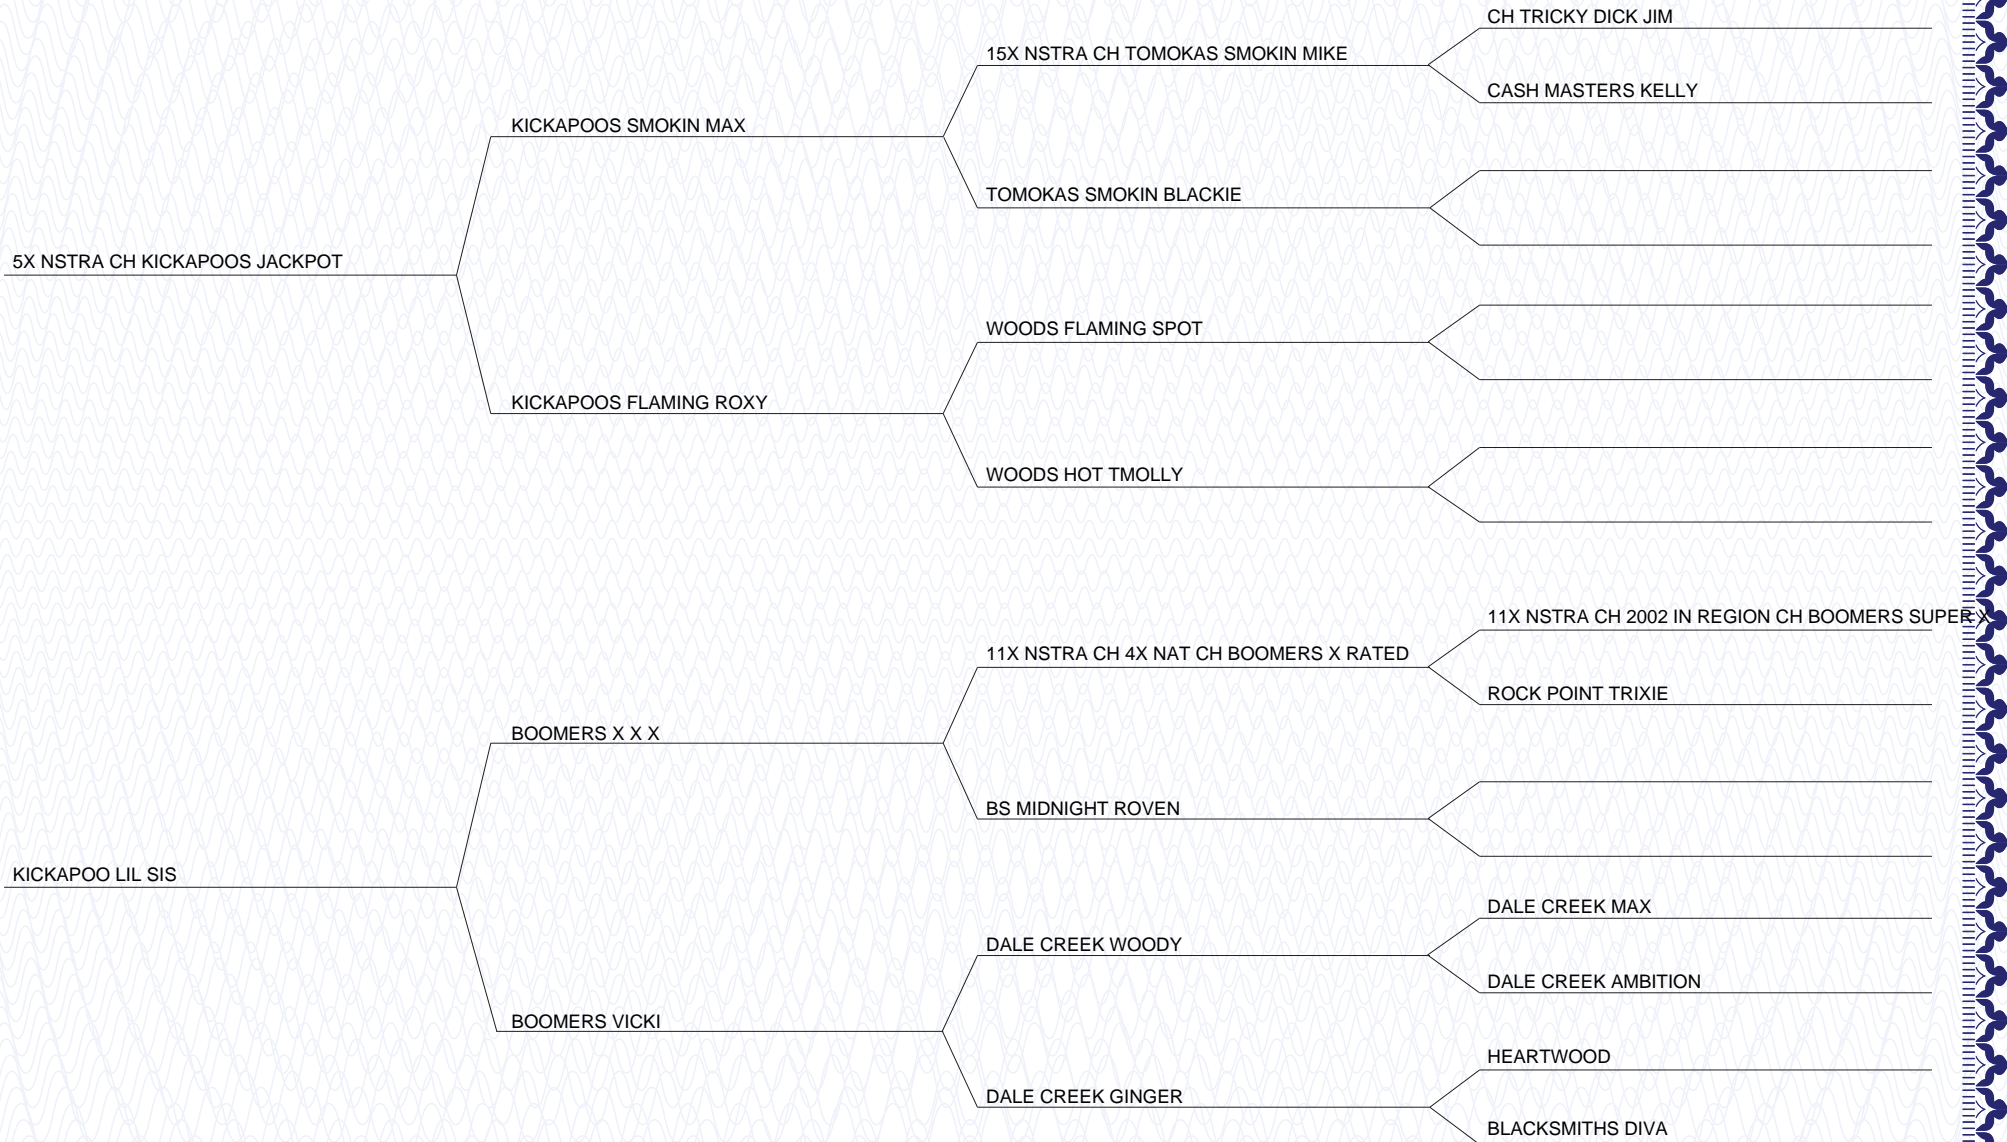 CH TRICKY DICK JIM
15X NSTRA CH TOMOKAS SMOKIN MIKE
CASH MASTERS KELLY
KICKAPOOS SMOKIN MAX
TOMOKAS SMOKIN BLACKIE
5X NSTRA CH KICKAPOOS JACKPOT
WOODS FLAMING SPOT
KICKAPOOS FLAMING ROXY
WOODS HOT TMOLLY
11X NSTRA CH 2002 IN REGION CH BOOMERS SUPER X
11X NSTRA CH 4X NAT CH BOOMERS X RATED
ROCK POINT TRIXIE
BOOMERS X X X
BS MIDNIGHT ROVEN
KICKAPOO LIL SIS
DALE CREEK MAX
DALE CREEK WOODY
DALE CREEK AMBITION
BOOMERS VICKI
HEARTWOOD
DALE CREEK GINGER
BLACKSMITHS DIVA